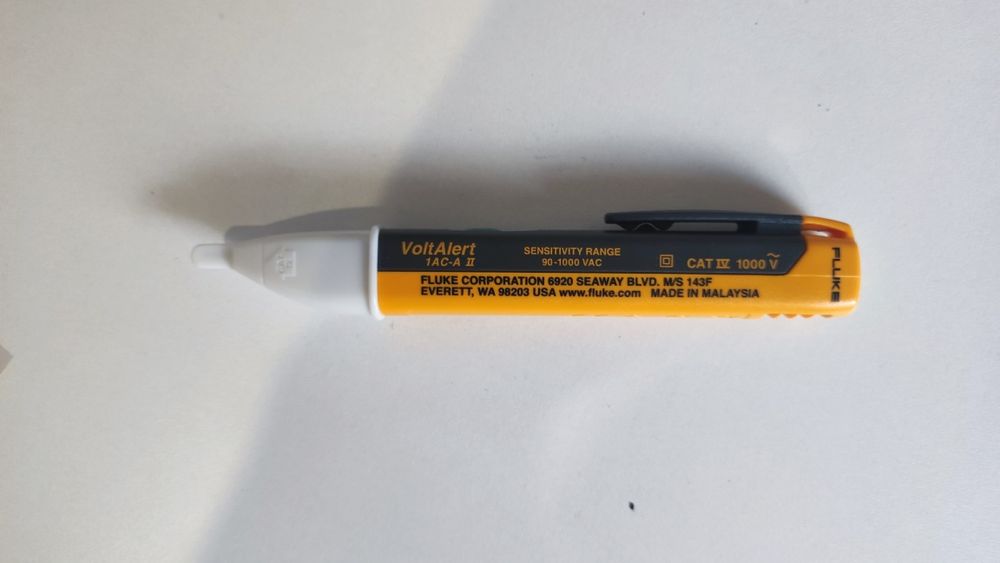 VoltAlert
1AC-A II
SENSITIVITY RANGE
90-1000 VAC
CAT IV 1000 V
FLUKE CORPORATION 6920 SEAWAY BLVD. M/S 143F
EVERETT, WA 98203 USA www.fluke.com MADE IN MALAYSIA
FLUKE